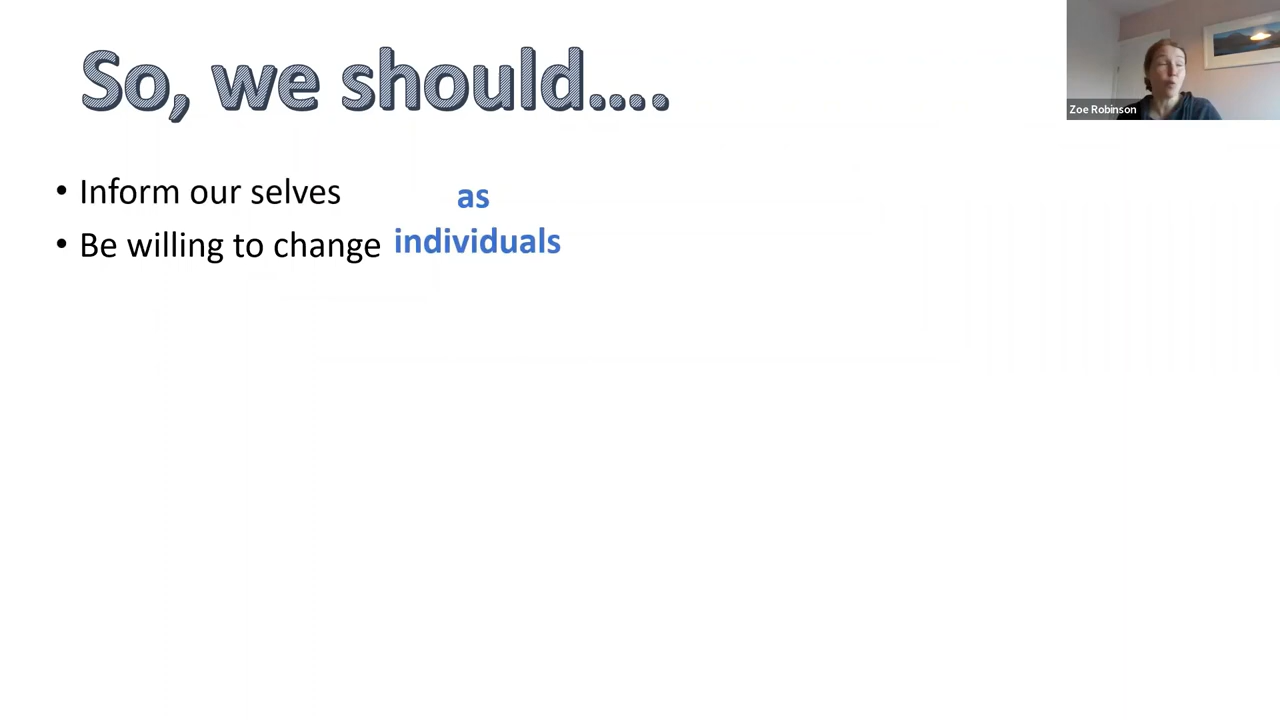 So, we should....
Zoe Robinson
• Inform our selves
• Be willing to change
as
individuals